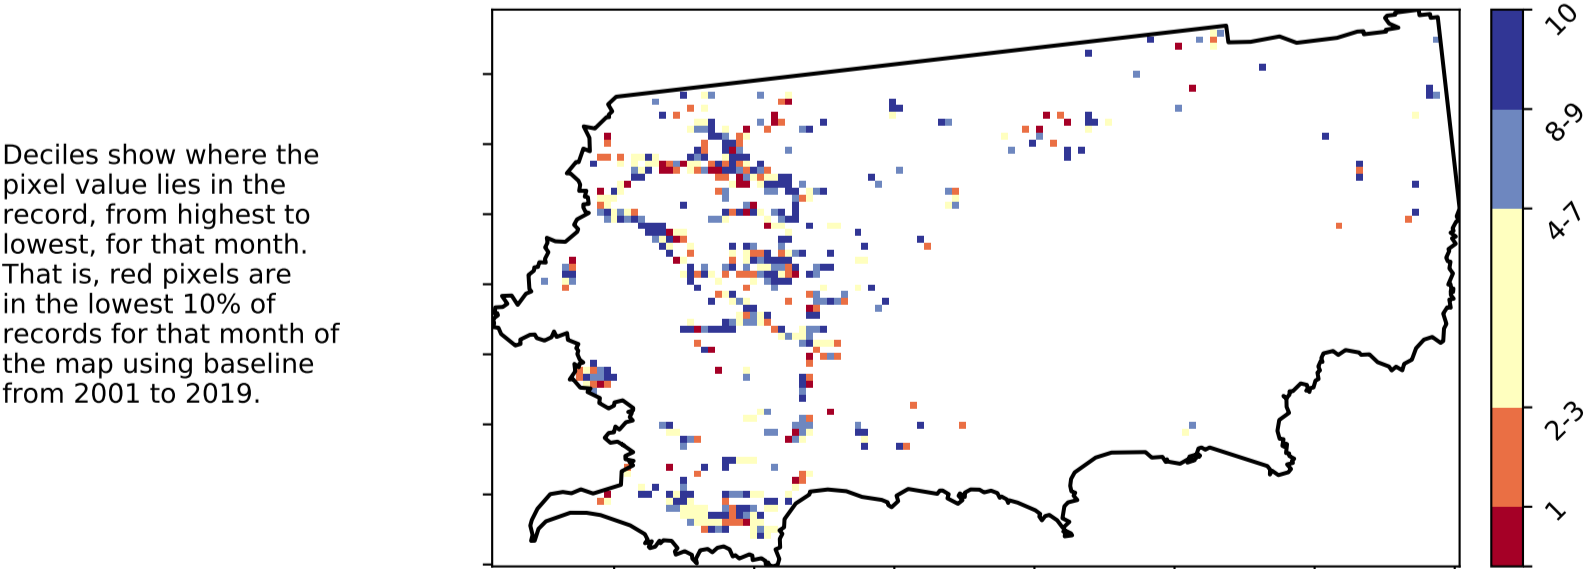 Deciles show where the
pixel value lies in the
record, from highest to
lowest, for that month.
That is, red pixels are
in the lowest 10% of
records for that month of
the map using baseline
from 2001 to 2019.
10
8-9
4-7
2-3
1